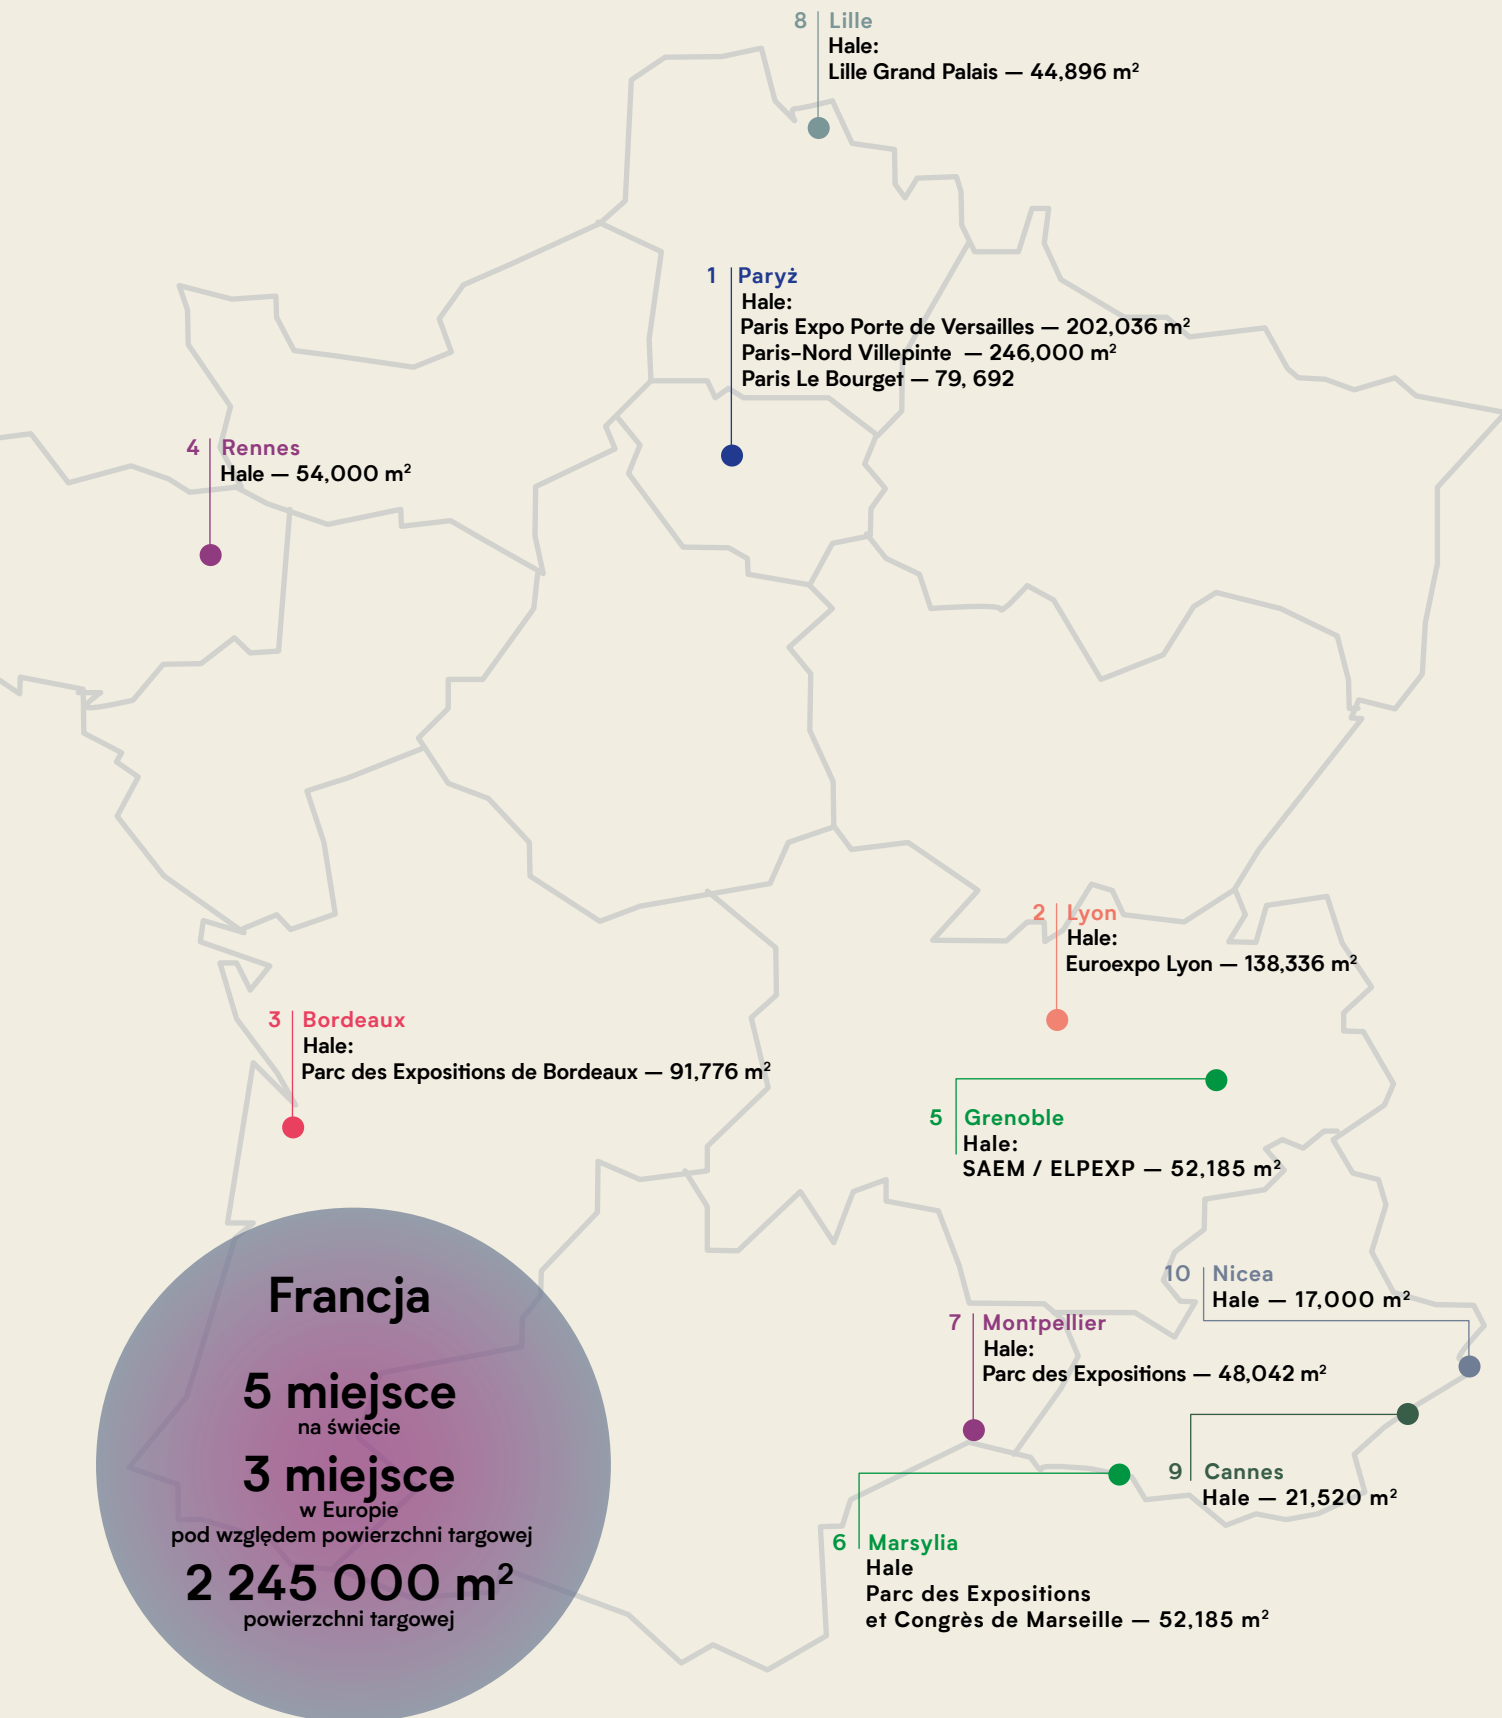 8 Lille
Hale:
Lille Grand Palais — 44,896 m²
1 Paryż
Hale:
Paris Expo Porte de Versailles — 202,036 m²
Paris-Nord Villepinte — 246,000 m²
Paris Le Bourget — 79, 692
4 Rennes
Hale — 54,000 m²
2 Lyon
Hale:
Euroexpo Lyon — 138,336 m²
3 Bordeaux
Hale:
Parc des Expositions de Bordeaux — 91,776 m²
5 Grenoble
Hale:
SAEM / ELPEXP — 52,185 m²
10 Nicea
Hale — 17,000 m²
7 Montpellier
Hale:
Parc des Expositions — 48,042 m²
9 Cannes
Hale — 21,520 m²
6 Marsylia
Hale
Parc des Expositions
et Congrès de Marseille — 52,185 m²
Francja
5 miejsce
na świecie
3 miejsce
w Europie
pod względem powierzchni targowej
2 245 000 m²
powierzchni targowej